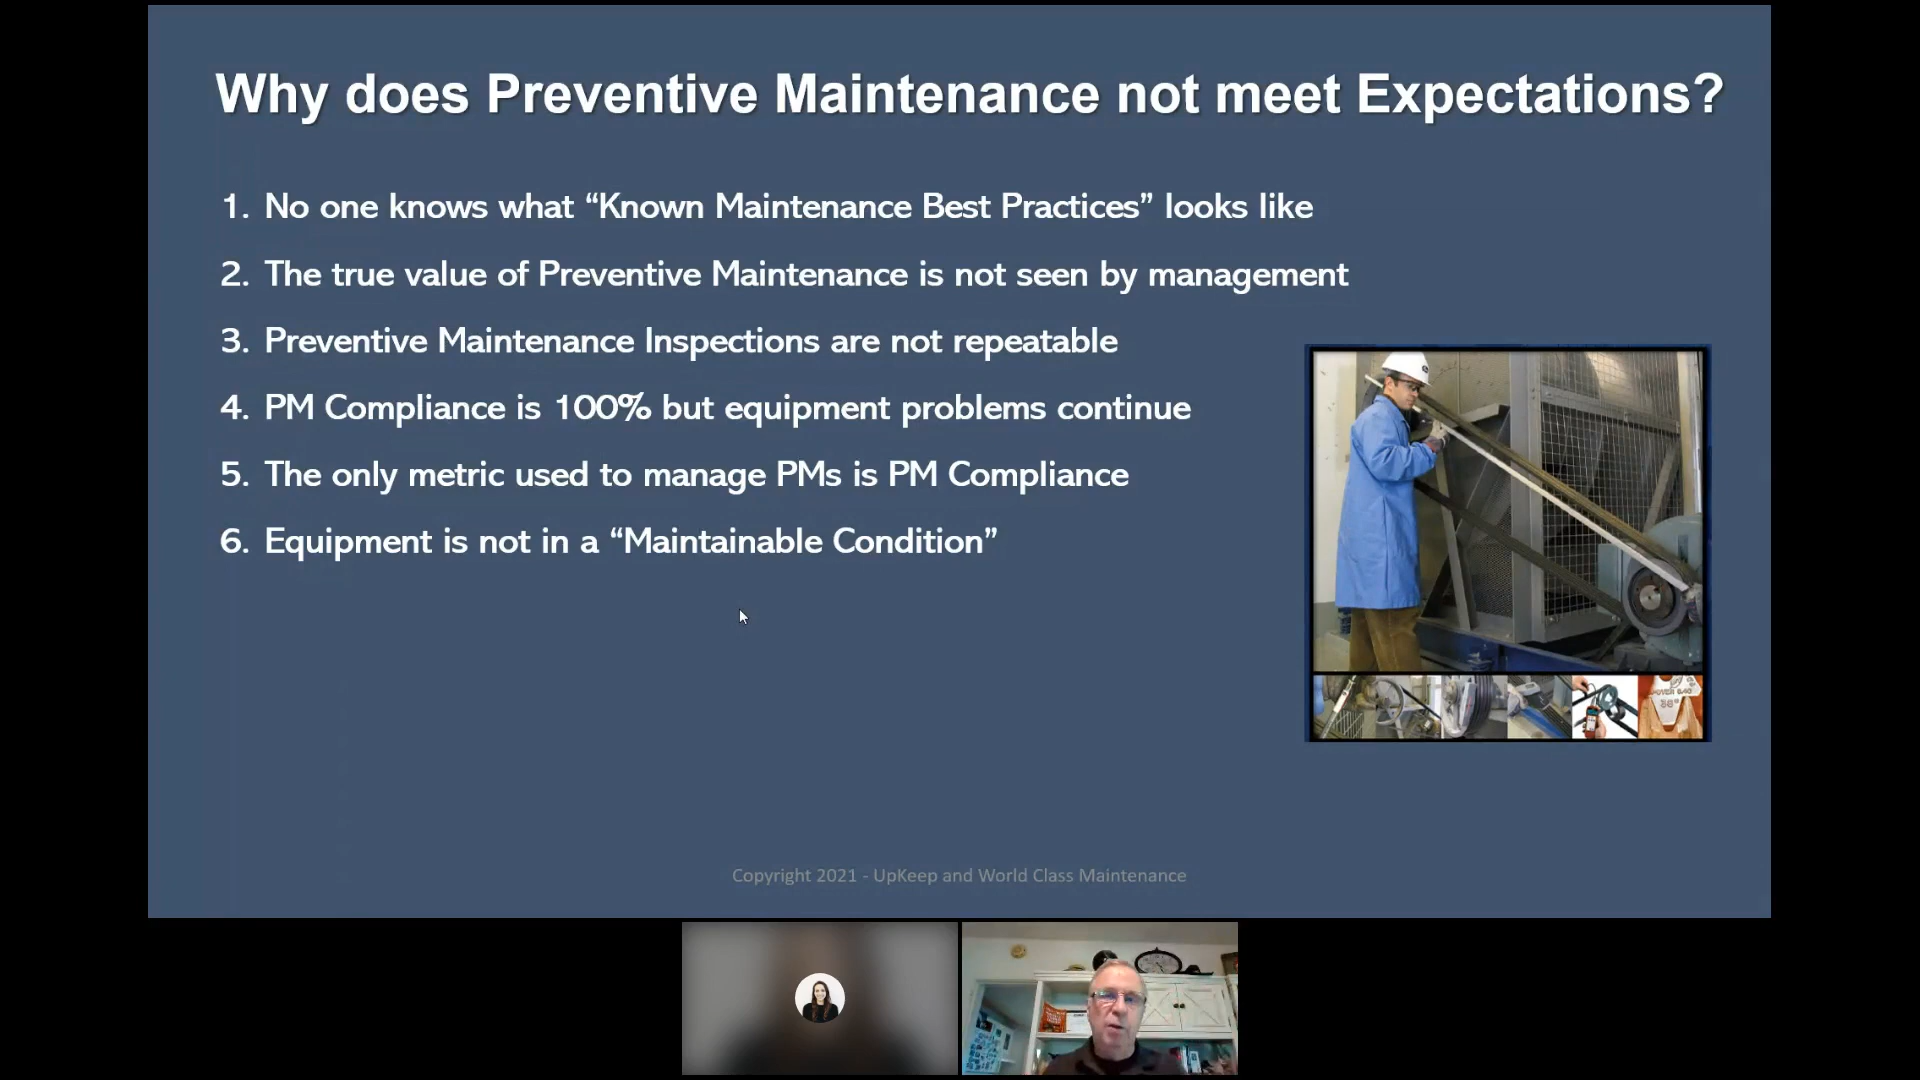 Why does Preventive Maintenance not meet Expectations?
1. No one knows what “Known Maintenance Best Practices” looks like
2. The true value of Preventive Maintenance is not seen by management
3. Preventive Maintenance Inspections are not repeatable
4. PM Compliance is 100% but equipment problems continue
5. The only metric used to manage PMs is PM Compliance
6. Equipment is not in a “Maintainable Condition”
38°
Copyright 2021 - UpKeep and World Class Maintenance